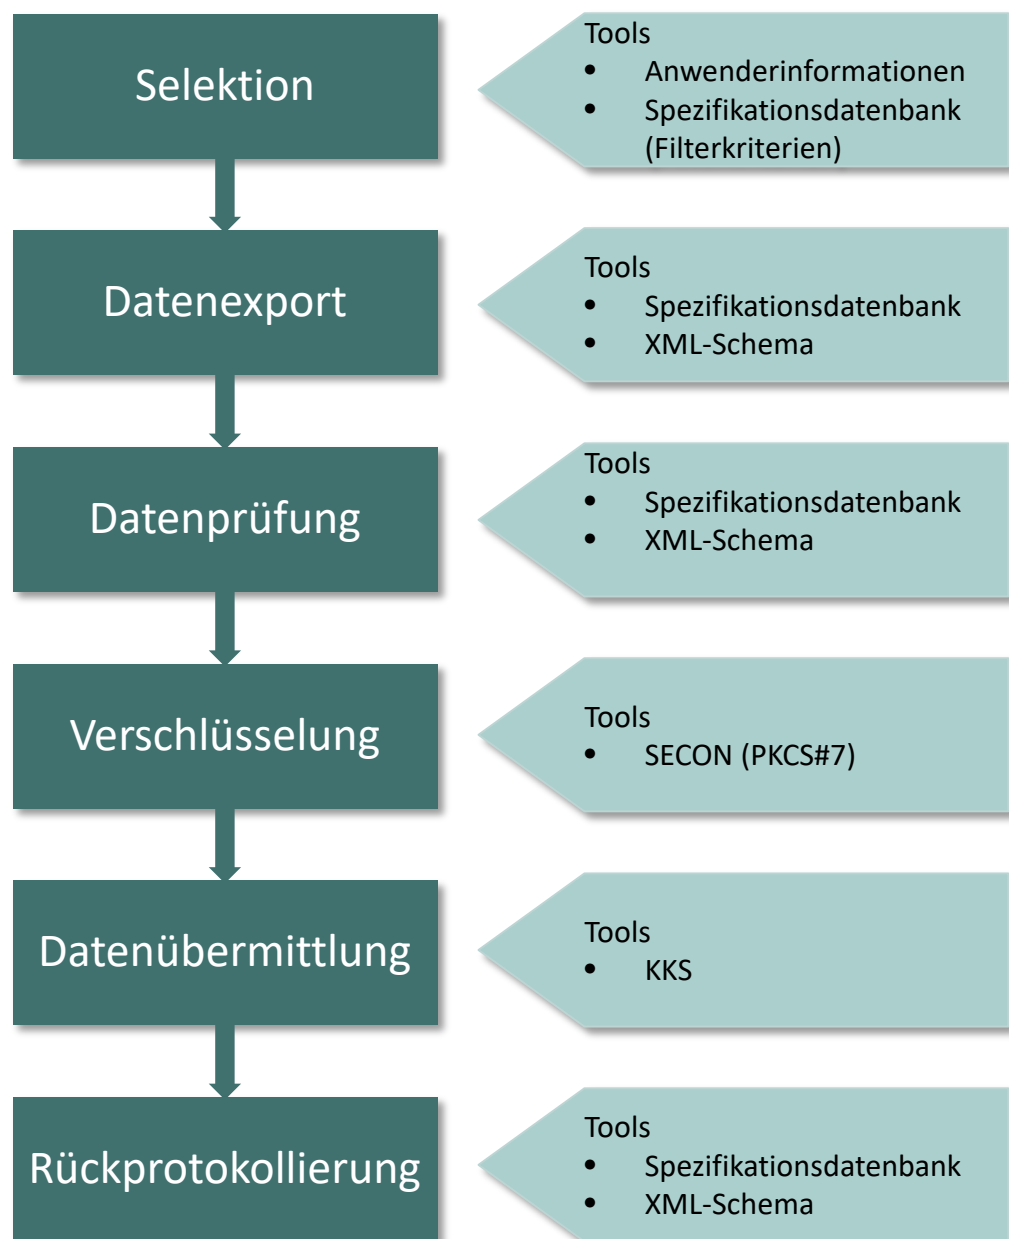 Selektion
Tools
• Anwenderinformationen
• Spezifikationsdatenbank
(Filterkriterien)
Datenexport
Tools
• Spezifikationsdatenbank
• XML-Schema
Datenprüfung
Tools
• Spezifikationsdatenbank
• XML-Schema
Verschlüsselung
Tools
• SECON (PKCS#7)
Datenübermittlung
Tools
• KKS
Rückprotokollierung
Tools
• Spezifikationsdatenbank
• XML-Schema